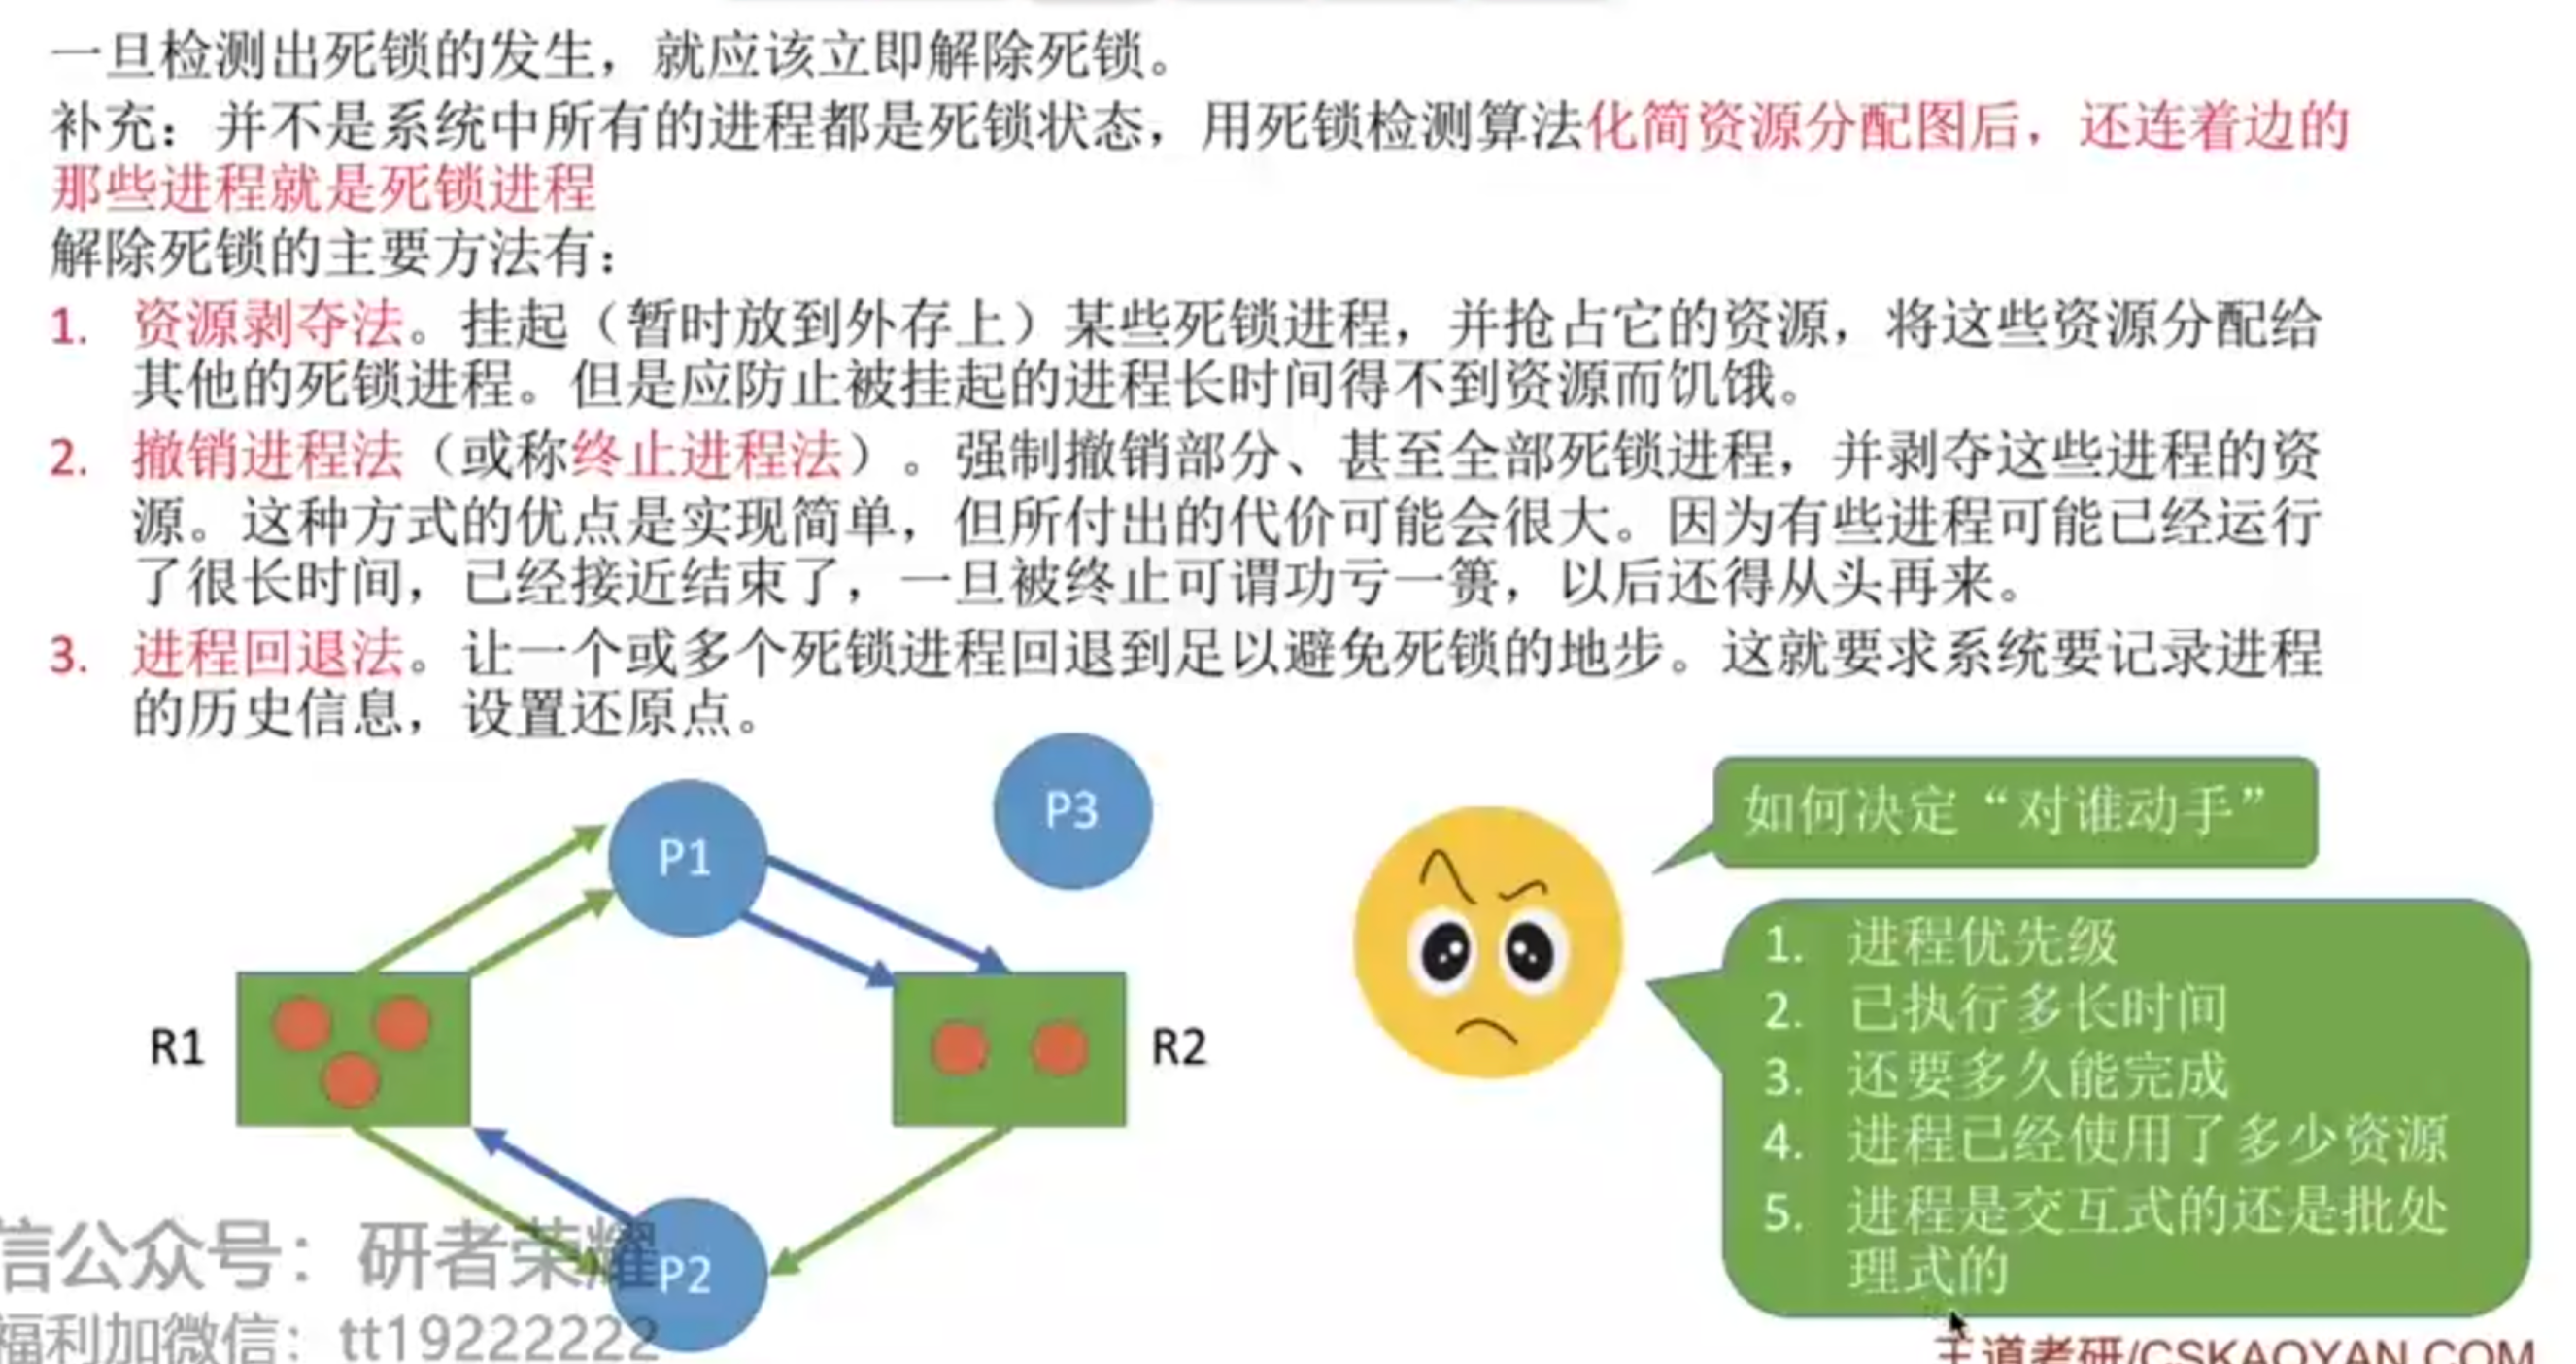 一旦检测出死锁的发生，就应该立即解除死锁。
补充：并不是系统中所有的进程都是死锁状态，用死锁检测算法化简资源分配图后，还连着边的
那些进程就是死锁进程
解除死锁的主要方法有：
1. 资源剥夺法。挂起（暂时放到外存上）某些死锁进程，并抢占它的资源，将这些资源分配给
其他的死锁进程。但是应防止被挂起的进程长时间得不到资源而饥饿。
2. 撤销进程法（或称终止进程法）。强制撤销部分、甚至全部死锁进程，并剥夺这些进程的资
源。这种方式的优点是实现简单，但所付出的代价可能会很大。因为有些进程可能已经运行
了很长时间，已经接近结束了，一旦被终止可谓功亏一篑，以后还得从头再来。
3. 进程回退法。让一个或多个死锁进程回退到足以避免死锁的地步。这就要求系统要记录进程
的历史信息，设置还原点。
P1
P3
R1
R2
P2
如何决定“对谁动手”
1. 进程优先级
2. 已执行多长时间
3. 还要多久能完成
4. 进程已经使用了多少资源
5. 进程是交互式的还是批处
理式的
信公众号：研者荣耀
福利加微信：tt19222222
王道考研/CSKAOYAN.COM